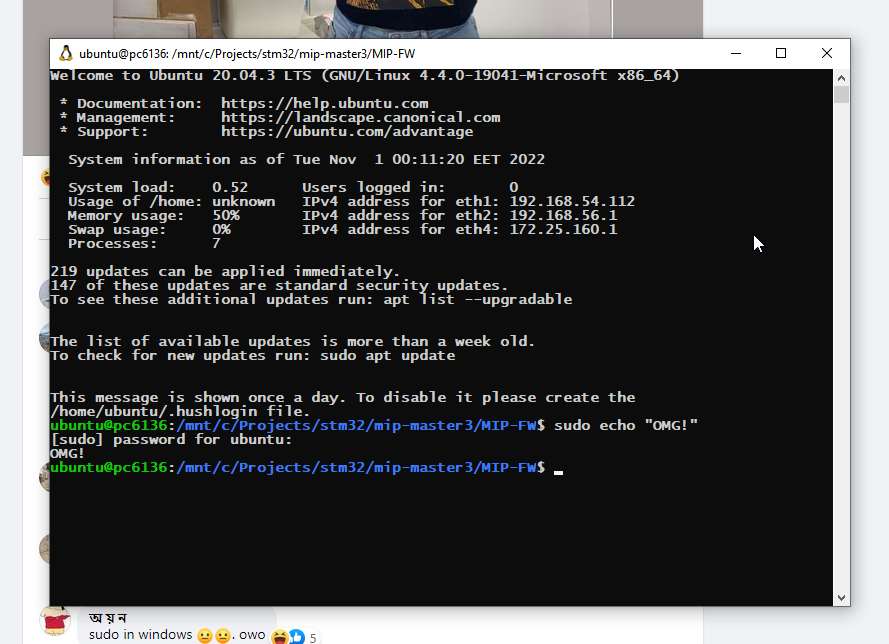 ubuntu@pc6136: /mnt/c/Projects/stm32/mip-master3/MIP-FW
Welcome to Ubuntu 20.04.3 LTS (GNU/Linux 4.4.0-19041-Microsoft x86_64)
* Documentation:  https://help.ubuntu.com
* Management:     https://landscape.canonical.com
* Support:        https://ubuntu.com/advantage
System information as of Tue Nov  1 00:11:20 EET 2022
System load:    0.52      Users logged in:       0
Usage of /home: unknown   IPv4 address for eth1: 192.168.54.112
Memory usage:   50%       IPv4 address for eth2: 192.168.56.1
Swap usage:     0%        IPv4 address for eth4: 172.25.160.1
Processes:      7
219 updates can be applied immediately.
147 of these updates are standard security updates.
To see these additional updates run: apt list --upgradable
The list of available updates is more than a week old.
To check for new updates run: sudo apt update
This message is shown once a day. To disable it please create the
/home/ubuntu/.hushlogin file.
ubuntu@pc6136:/mnt/c/Projects/stm32/mip-master3/MIP-FW$ sudo echo "OMG!"
[sudo] password for ubuntu:
OMG!
ubuntu@pc6136:/mnt/c/Projects/stm32/mip-master3/MIP-FW$
অয়ন
sudo in windows 😐😐. owo 5